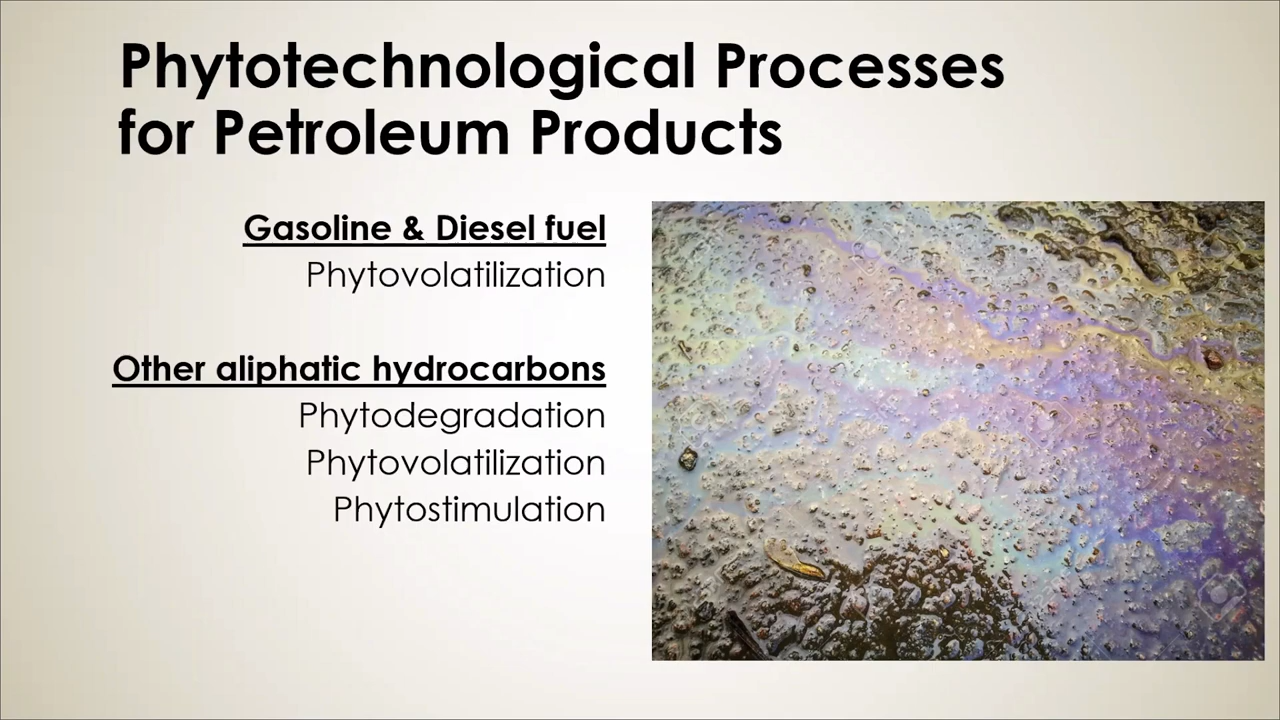 Phytotechnological Processes
for Petroleum Products
Gasoline & Diesel fuel
Phytovolatilization
Other aliphatic hydrocarbons
Phytodegradation
Phytovolatilization
Phytostimulation